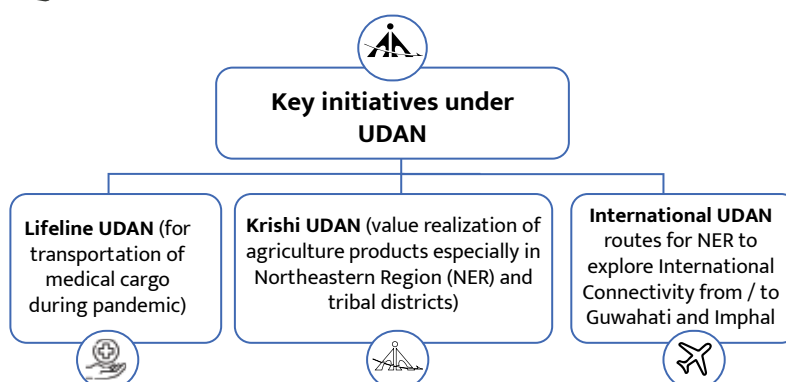 Key initiatives under
UDAN
Lifeline UDAN (for
transportation of
medical cargo
during pandemic)
Krishi UDAN (value realization of
agriculture products especially in
Northeastern Region (NER) and
tribal districts)
International UDAN
routes for NER to
explore International
Connectivity from / to
Guwahati and Imphal